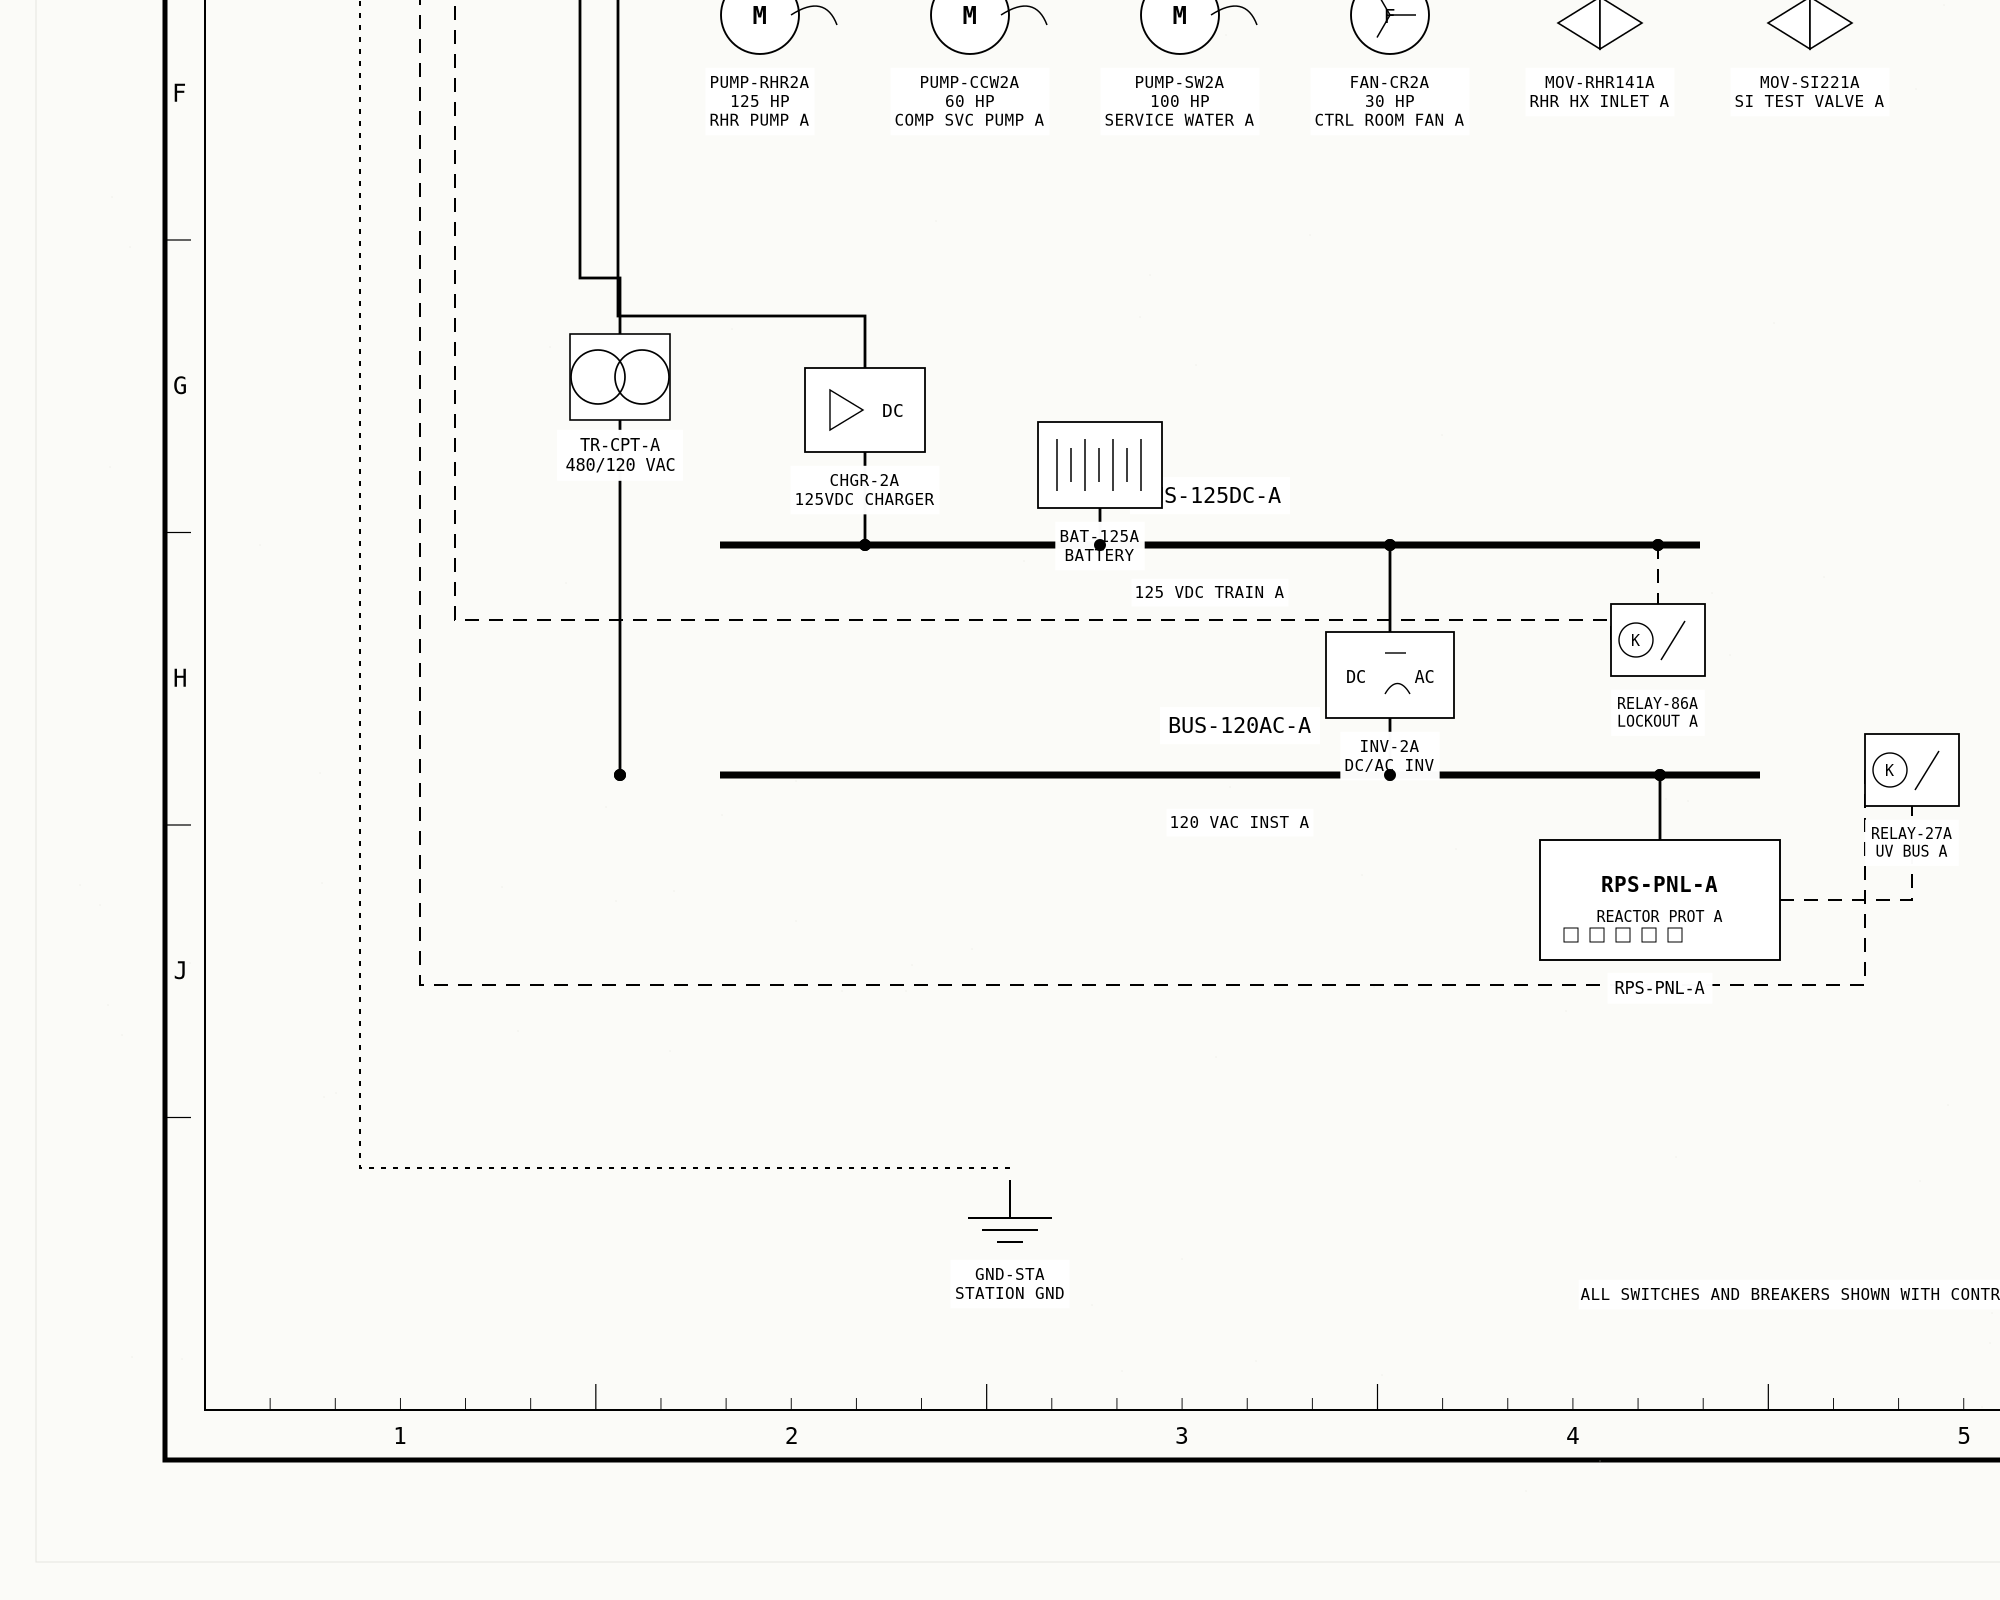 M
M
M
F
PUMP-RHR2A
125 HP
RHR PUMP A
PUMP-CCW2A
60 HP
COMP SVC PUMP A
PUMP-SW2A
100 HP
SERVICE WATER A
FAN-CR2A
30 HP
CTRL ROOM FAN A
MOV-RHR141A
RHR HX INLET A
MOV-SI221A
SI TEST VALVE A
F
G
TR-CPT-A
480/120 VAC
DC
CHGR-2A
125VDC CHARGER
S-125DC-A
BAT-125A
BATTERY
125 VDC TRAIN A
H
K
RELAY-86A
LOCKOUT A
DC AC
BUS-120AC-A
INV-2A
DC/AC INV
120 VAC INST A
K
RELAY-27A
UV BUS A
RPS-PNL-A
REACTOR PROT A
RPS-PNL-A
J
GND-STA
STATION GND
ALL SWITCHES AND BREAKERS SHOWN WITH CONTR
1 2 3 4 5